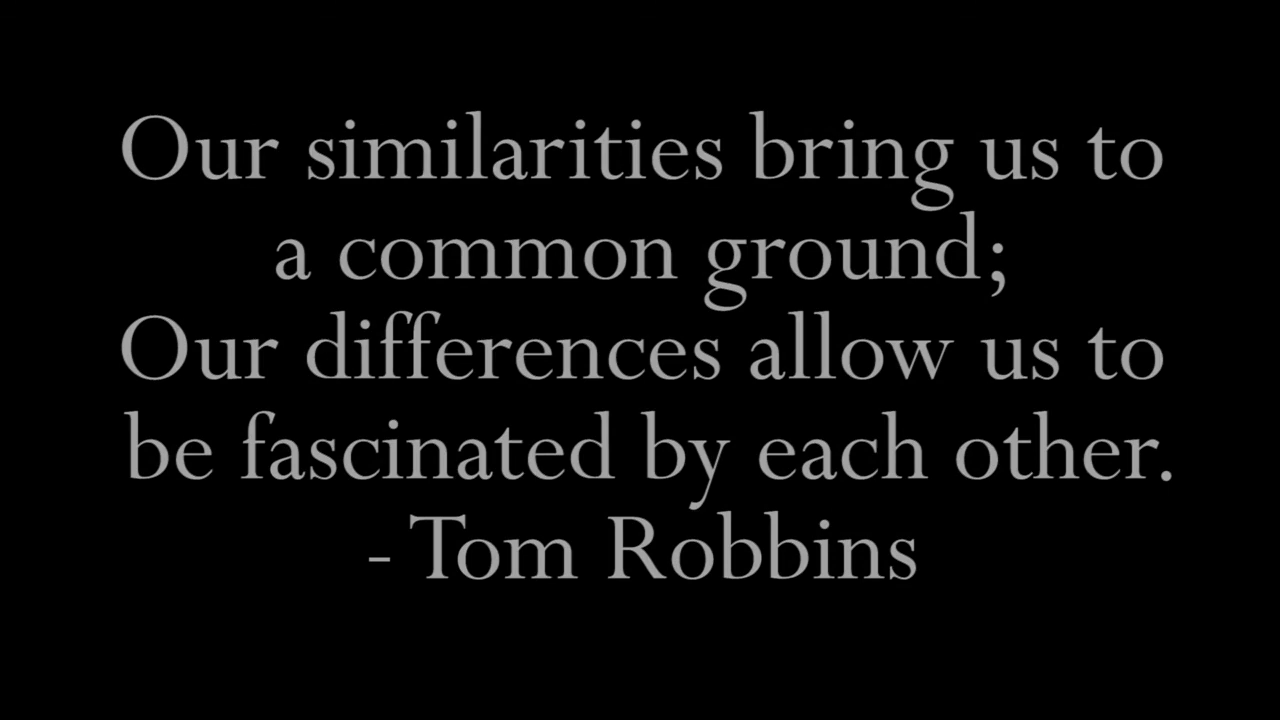 Our similarities bring us to
a common ground;
Our differences allow us to
be fascinated by each other.
- Tom Robbins